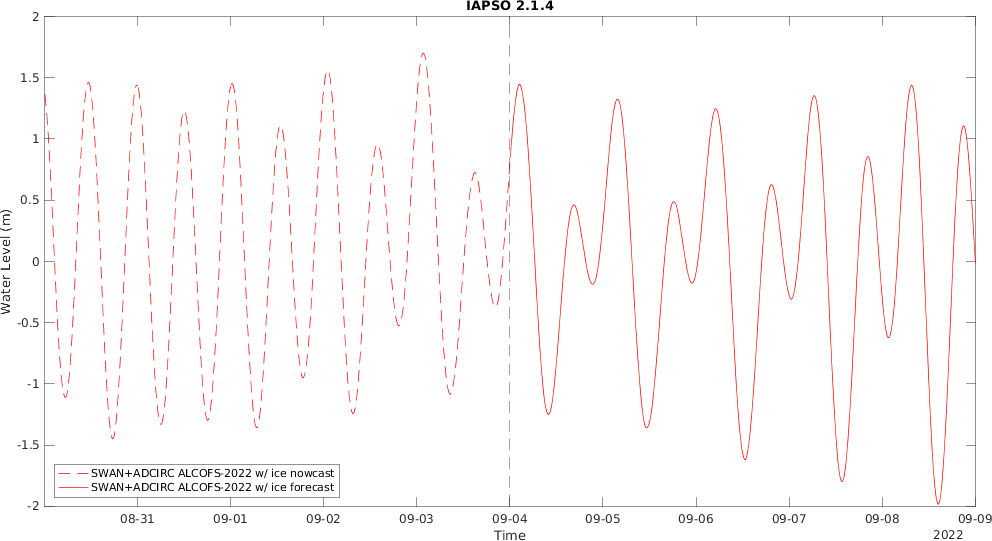 IAPSO 2.1.4
Water Level (m)
2
1.5
1
0.5
0
-0.5
-1
-1.5
-2
SWAN+ADCIRC ALCOFS-2022 w/ ice nowcast
SWAN+ADCIRC ALCOFS-2022 w/ ice forecast
08-31 09-01 09-02 09-03 09-04 09-05 09-06 09-07 09-08 09-09
Time
2022